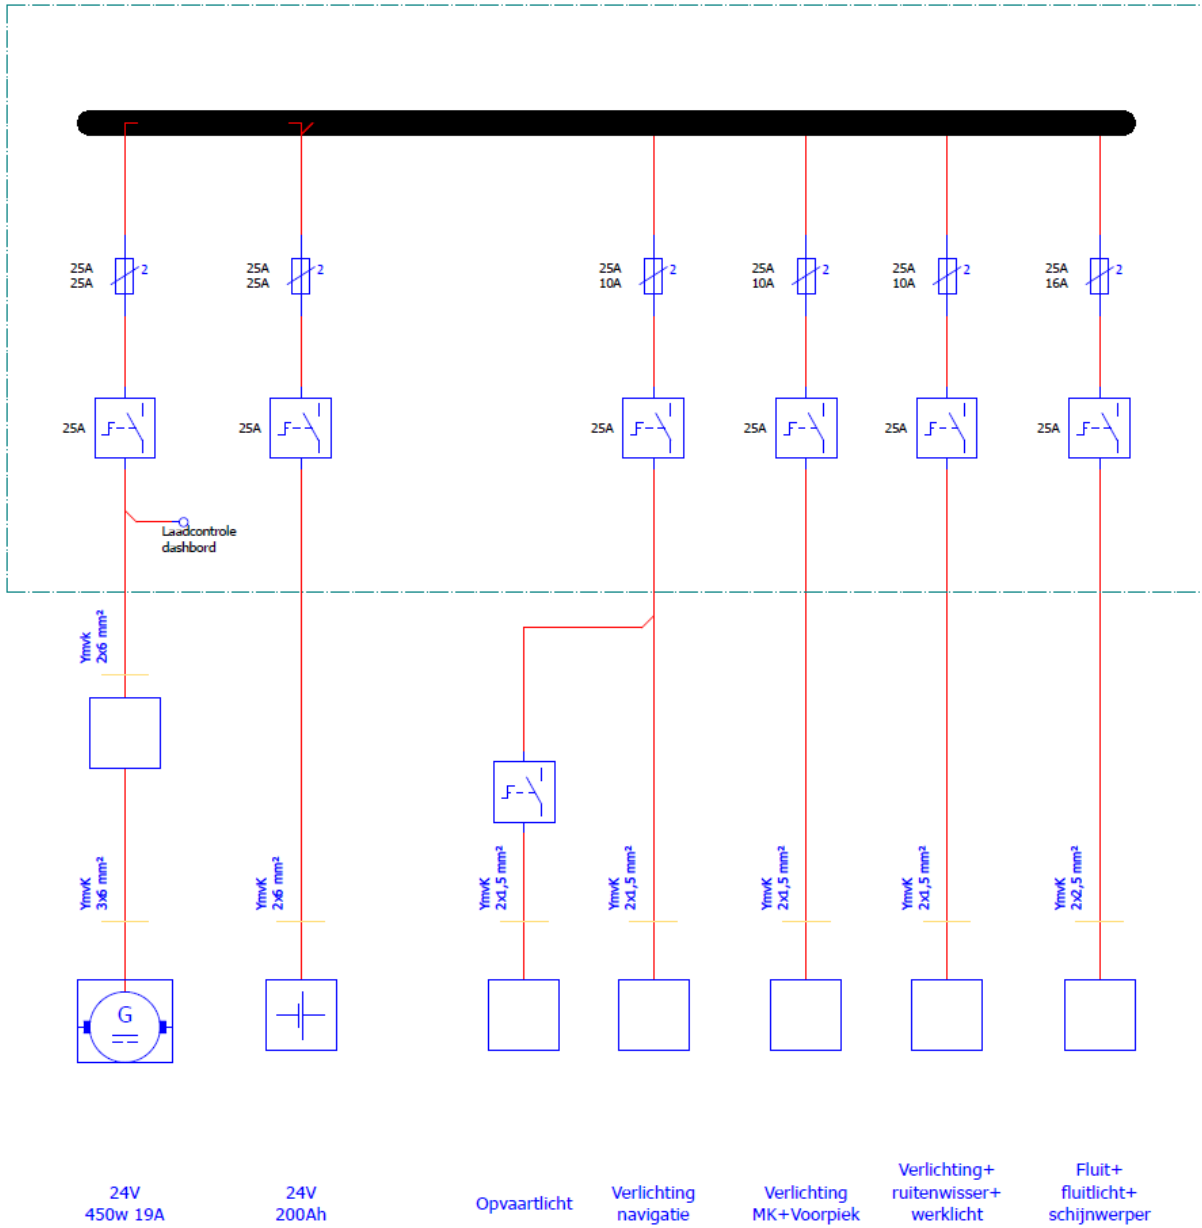 25A
25A
2
25A
25A
2
25A
10A
2
25A
10A
2
25A
10A
2
25A
16A
2
25A
25A
25A
25A
25A
25A
Laadcontrole
dashbord
Ymvk
2x6 mm²
YmvK
3x6 mm²
YmvK
2x6 mm²
YmvK
2x1,5 mm²
YmvK
2x1,5 mm²
YmvK
2x1,5 mm²
YmvK
2x1,5 mm²
YmvK
2x2,5 mm²
G
24V
450w 19A
24V
200Ah
Opvaartlicht
Verlichting
navigatie
Verlichting
MK+Voorpiek
Verlichting+
ruitenwisser+
werklicht
Fluit+
fluitlicht+
schijnwerper